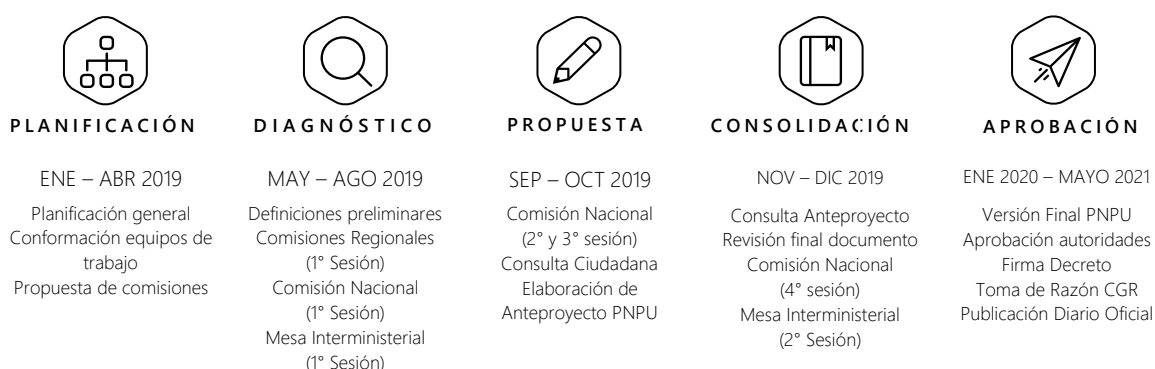 PLANIFICACIÓN
ENE – ABR 2019
Planificación general
Conformación equipos de
trabajo
Propuesta de comisiones
DIAGNÓSTICO
MAY – AGO 2019
Definiciones preliminares
Comisiones Regionales
(1° Sesión)
Comisión Nacional
(1° Sesión)
Mesa Interministerial
(1° Sesión)
PROPUESTA
SEP – OCT 2019
Comisión Nacional
(2° y 3° sesión)
Consulta Ciudadana
Elaboración de
Anteproyecto PNPU
CONSOLIDACIÓN
NOV – DIC 2019
Consulta Anteproyecto
Revisión final documento
Comisión Nacional
(4° sesión)
Mesa Interministerial
(2° Sesión)
APROBACIÓN
ENE 2020 – MAYO 2021
Versión Final PNPU
Aprobación autoridades
Firma Decreto
Toma de Razón CGR
Publicación Diario Oficial